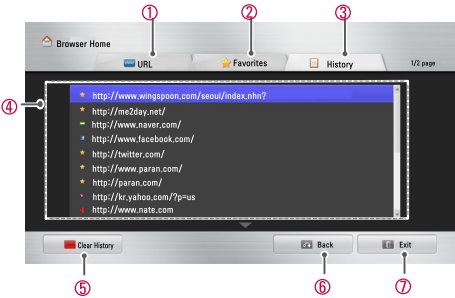 ① ② ③
Browser Home
URL Favorites History 1/2 page
④
http://www.wingspoon.com/seoul/index.nhn?
http://me2day.net/
http://www.naver.com/
http://www.facebook.com/
http://twitter.com/
http://www.paran.com/
http://paran.com/
http://kr.yahoo.com/?p=us
http://www.nate.com
Clear History Back Exit
⑤ ⑥ ⑦